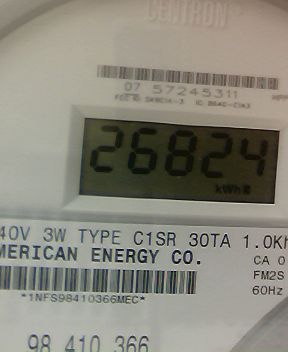 CENTRON®
07 57245311
26824
kWhR
40V 3W TYPE C1SR 30TA 1.0Kh
MERICAN ENERGY CO.
CA 0
FM2S
60Hz
*1NFS98410366MEC*
98 410 366